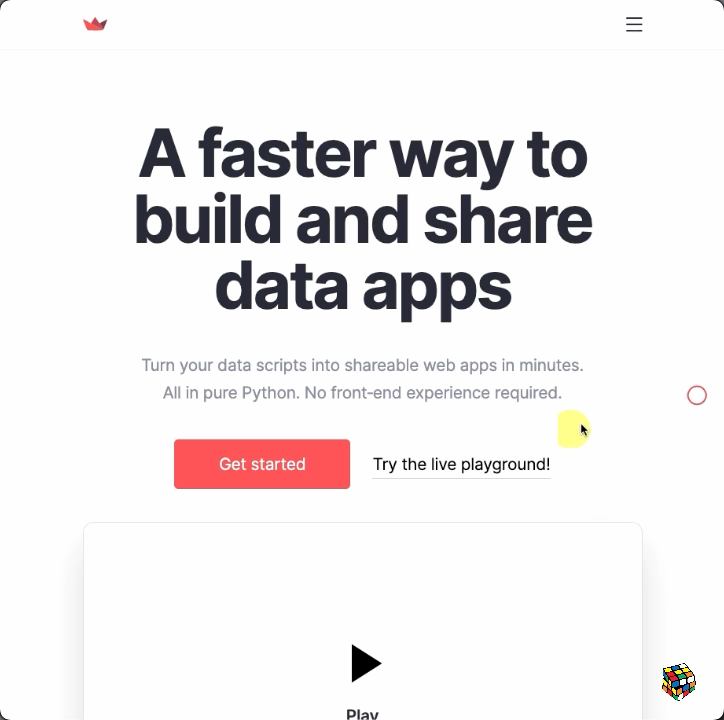 A faster way to
build and share
data apps
Turn your data scripts into shareable web apps in minutes.
All in pure Python. No front-end experience required.
Get started
Try the live playground!
Play